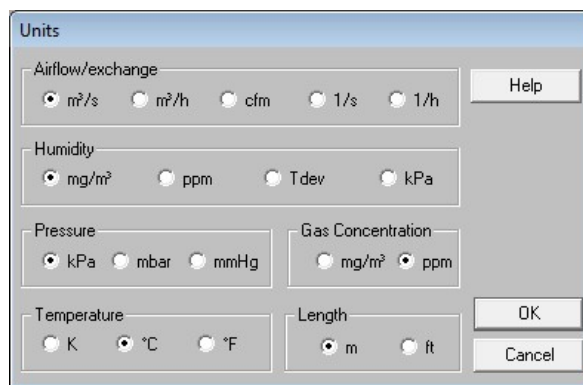 Units
Airflow/exchange
m³/s m³/h cfm 1/s 1/h
Help
Humidity
mg/m³ ppm Tdev kPa
Pressure
kPa mbar mmHg
Gas Concentration
mg/m³ ppm
Temperature
K °C °F
Length
m ft
OK
Cancel